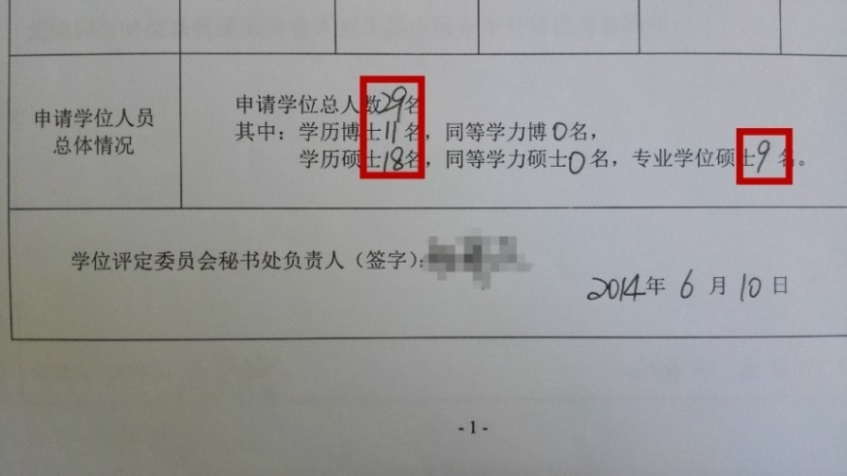 申请学位人员
总体情况
申请学位总人数29名
其中：学历博士11名，同等学力博0名，
学历硕士18名，同等学力硕士0名，专业学位硕士9名。
学位评定委员会秘书处负责人（签字）：
2014年6月10日
-1-